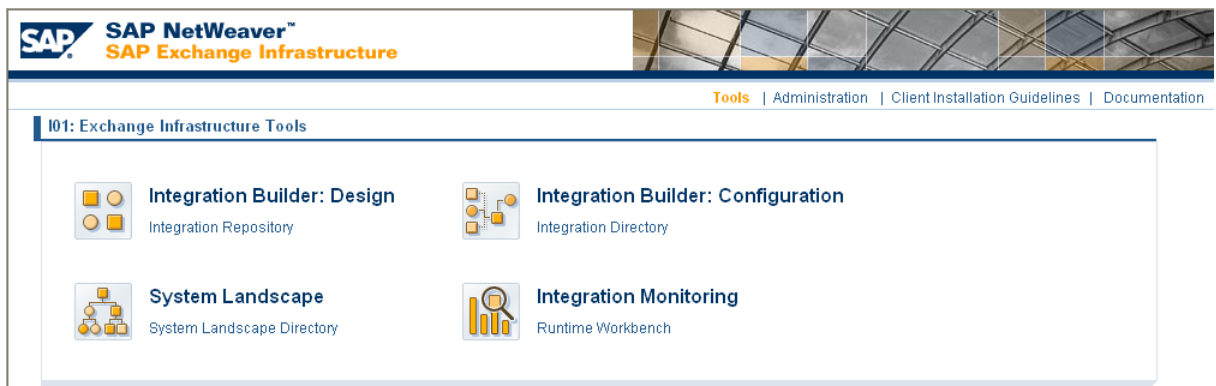 SAP
SAP NetWeaver™
SAP Exchange Infrastructure
Tools | Administration | Client Installation Guidelines | Documentation
I01: Exchange Infrastructure Tools
Integration Builder: Design
Integration Repository
Integration Builder: Configuration
Integration Directory
System Landscape
System Landscape Directory
Integration Monitoring
Runtime Workbench